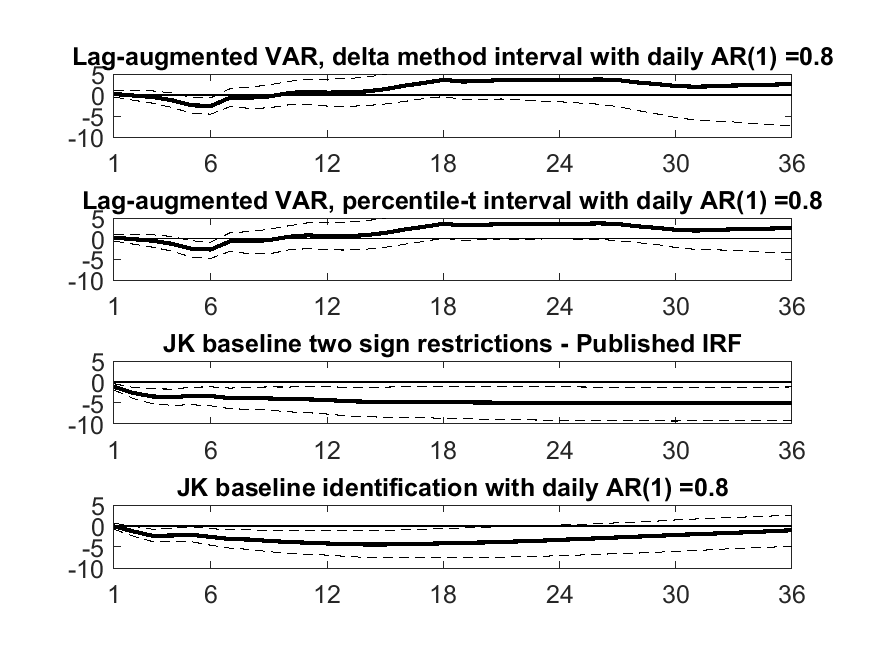 Lag-augmented VAR, delta method interval with daily AR(1) =0.8
5
0
-5
-10
1 6 12 18 24 30 36
Lag-augmented VAR, percentile-t interval with daily AR(1) =0.8
5
0
-5
-10
1 6 12 18 24 30 36
JK baseline two sign restrictions - Published IRF
5
0
-5
-10
1 6 12 18 24 30 36
JK baseline identification with daily AR(1) =0.8
5
0
-5
-10
1 6 12 18 24 30 36